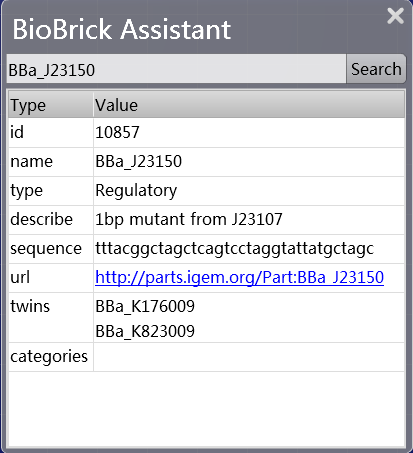 BioBrick Assistant
BBa_J23150 Search
Type Value
id 10857
name BBa_J23150
type Regulatory
describe 1bp mutant from J23107
sequence tttacggctagctcagtcctaggtattatgctagc
url http://parts.igem.org/Part:BBa_J23150
twins BBa_K176009
BBa_K823009
categories